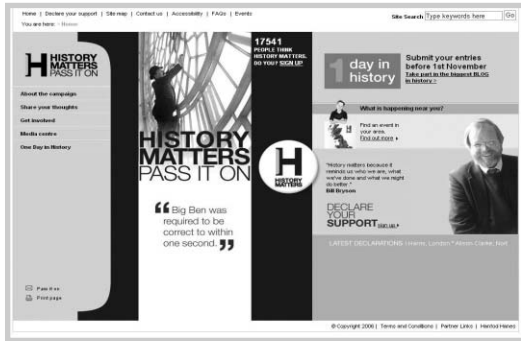 Home | Declare your support | Site map | Contact us | Accessibility | FAQs | Events
Site Search Type keywords here Go
You are here: > Home
HISTORY
MATTERS
PASS IT ON
About the campaign
Share your thoughts
Get involved
Media centre
One Day in History
Pass it on
Print page
HISTORY
MATTERS
PASS IT ON
Big Ben was
required to be
correct to within
one second.
17541
PEOPLE THINK
HISTORY MATTERS.
DO YOU? SIGN UP
HISTORY
MATTERS
1 day in
history
Submit your entries
before 1st November
Take part in the biggest BLOG
in history >
What is happening near you?
Find an event in
your area.
Find out more
"History matters because it
reminds us who we are, what
we've done and what we might
do better."
Bill Bryson
DECLARE
YOUR
SUPPORT SIGN UP
LATEST DECLARATIONS: London * Alison Clarke,
© Copyright 2006 | Terms and Conditions | Partner Links |